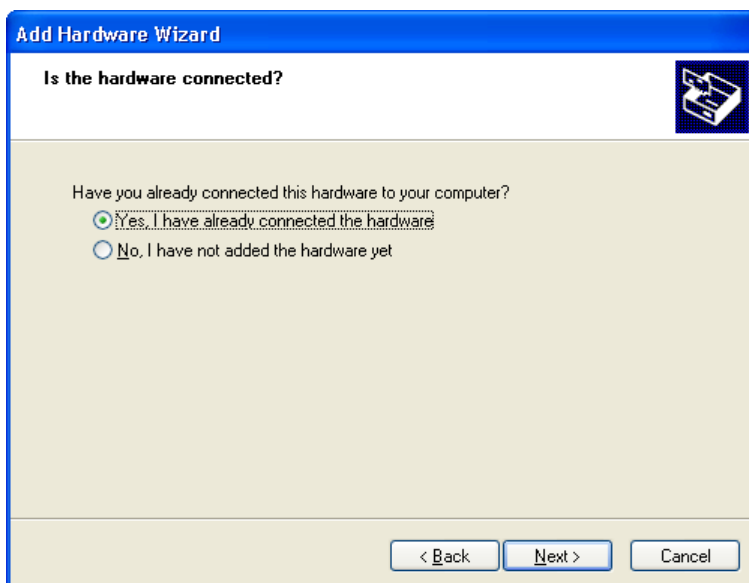 Add Hardware Wizard
Is the hardware connected?
Have you already connected this hardware to your computer?
Yes, I have already connected the hardware
No, I have not added the hardware yet
< Back Next > Cancel